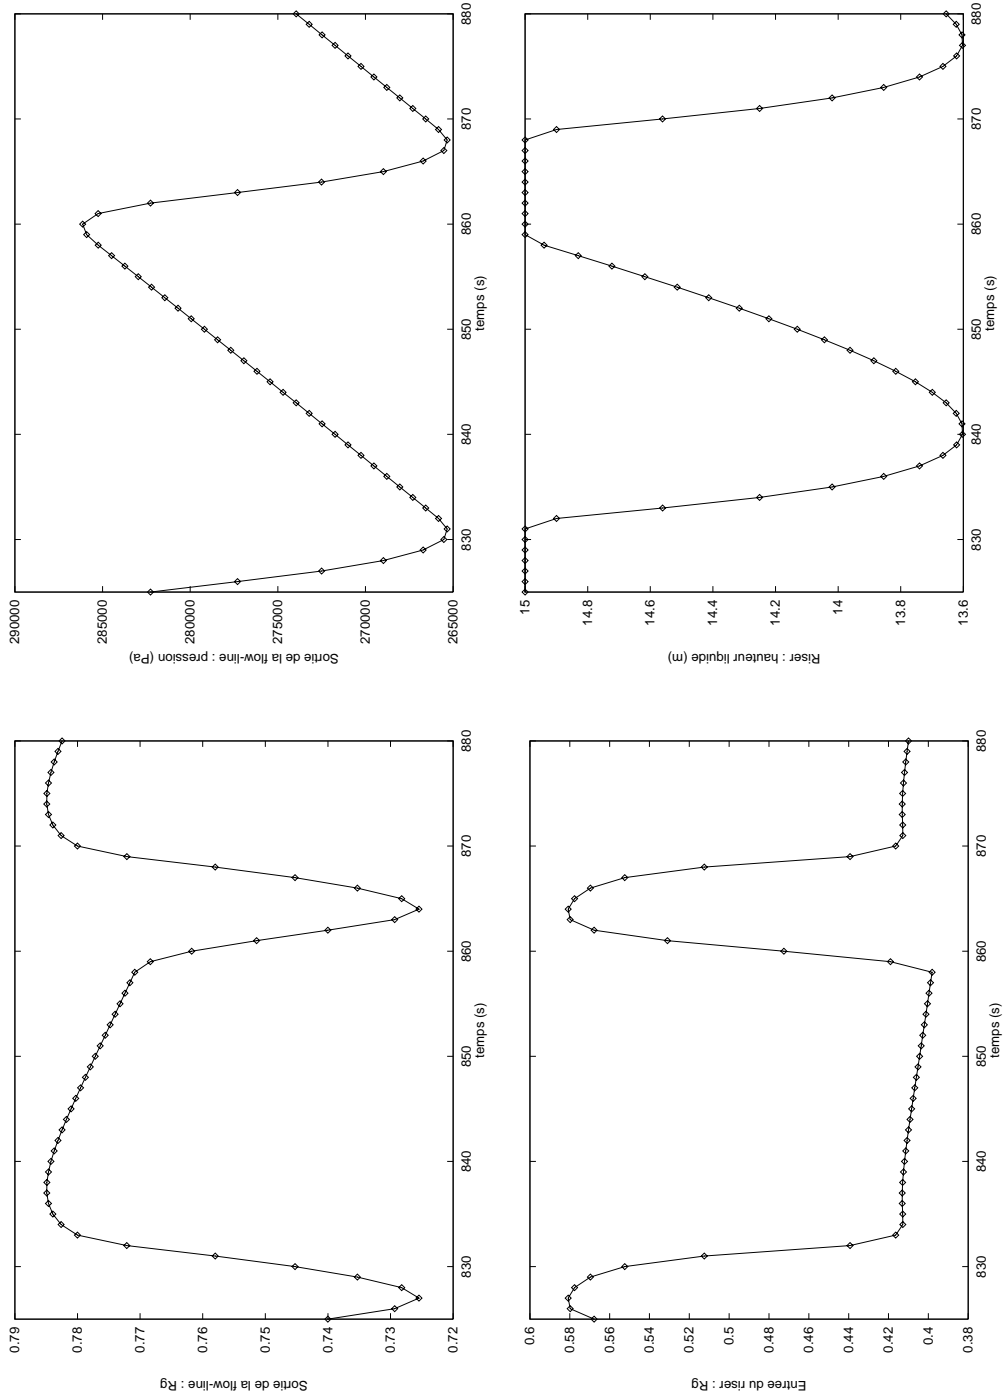 Sortie de la flow-line : Rg
0.79
0.78
0.77
0.76
0.75
0.74
0.73
0.72
830 840 850 860 870 880
temps (s)
Sortie de la flow-line : pression (Pa)
290000
285000
280000
275000
270000
265000
830 840 850 860 870 880
temps (s)
Entree du riser : Rg
0.6
0.58
0.56
0.54
0.52
0.5
0.48
0.46
0.44
0.42
0.4
0.38
830 840 850 860 870 880
temps (s)
Riser : hauteur liquide (m)
15
14.8
14.6
14.4
14.2
14
13.8
13.6
830 840 850 860 870 880
temps (s)